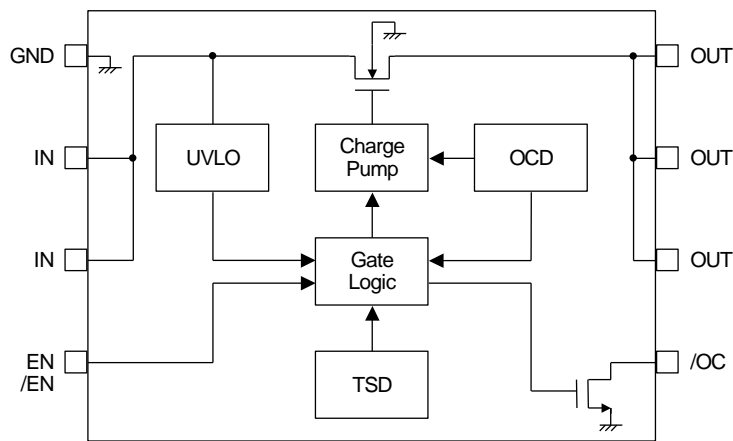 GND
OUT
IN
UVLO
Charge
Pump
OCD
OUT
IN
Gate
Logic
OUT
EN
/EN
TSD
/OC